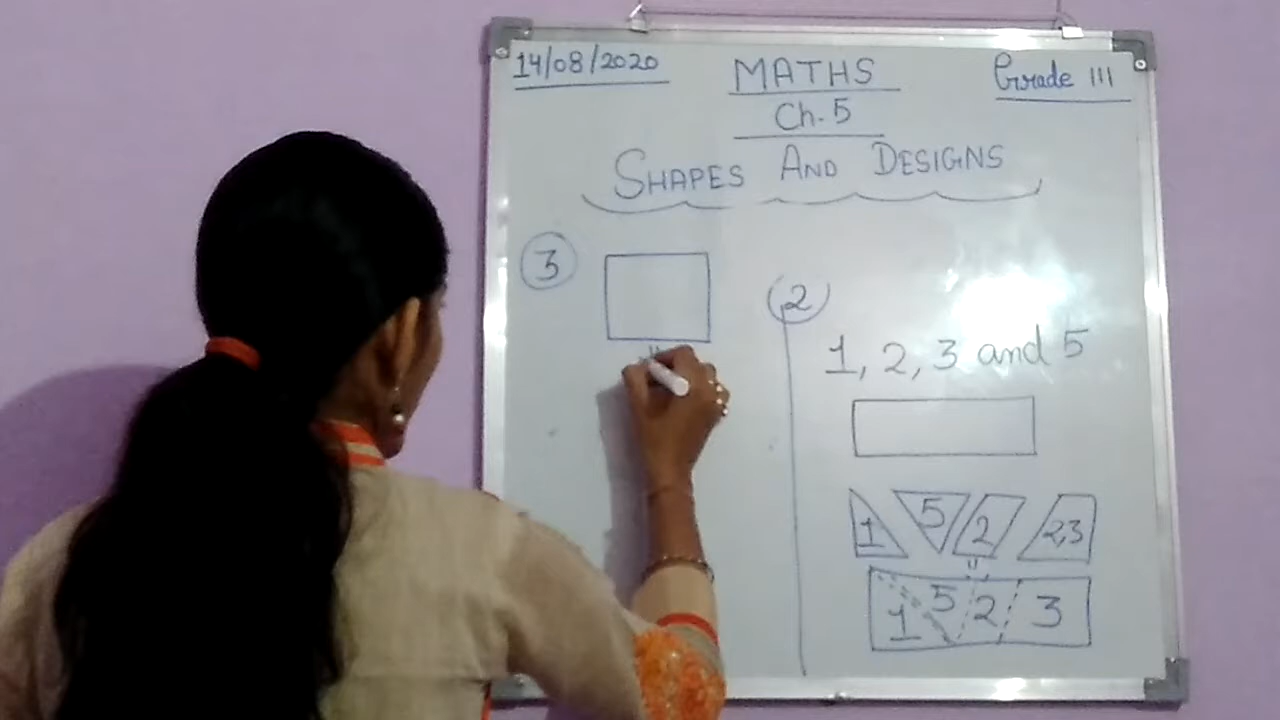 14/08/2020 MATHS Grade III
Ch. 5
SHAPES AND DESIGNS
3
2
1, 2, 3 and 5
1 5 2 2,3
1 5 2 3